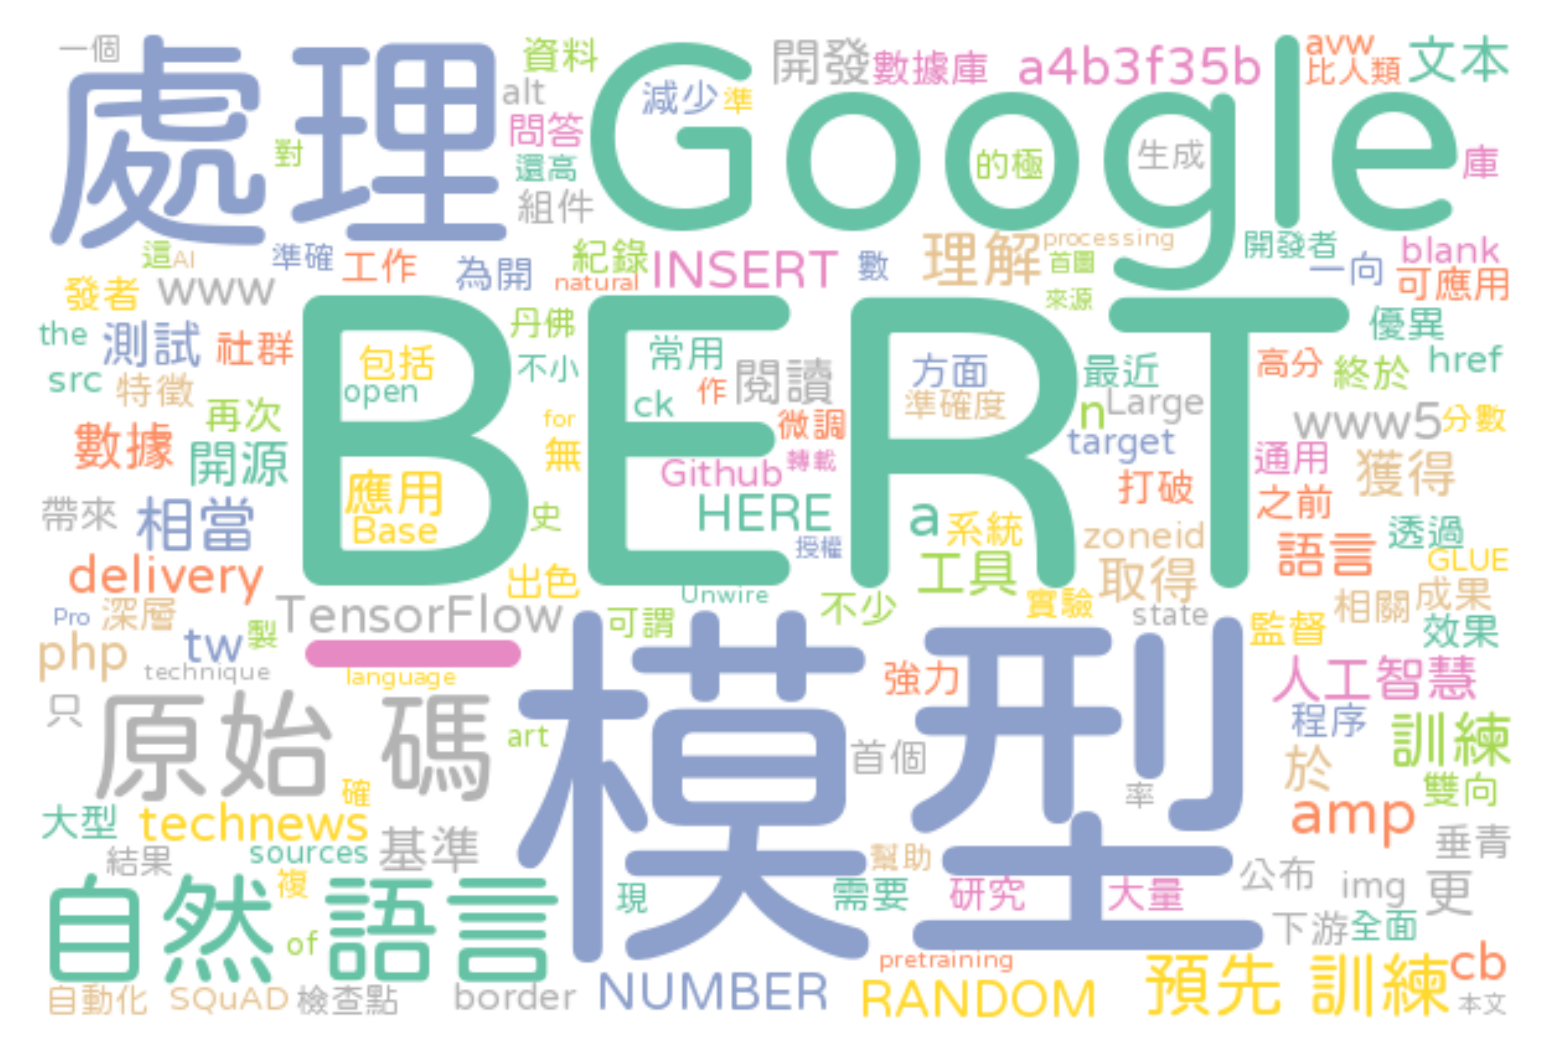 一個
處理
Google
資料
alt
減少
準
開發
數據庫
a4b3f35b
avw
比人類
文本
對
問答
還高
組件
的極
生成
庫
這
AI
準確
工作
為開
紀錄
natural
INSERT
數
理解
processing
首圖
來源
開發者
一向
blank
可應用
發者
www
the
測試
社群
BERT
丹佛
不小
優異
src
特徵
包括
open
常用
ck
作
閱讀
方面
準確度
最近
n
Large
高分
終於
href
再次
數據
開源
for
無
微調
Github
轉載
target
www5
分數
打破
通用
獲得
之前
帶來
相當
應用
Base
史
HERE
授權
a
系統
工具
zoneid
取得
語言
透過
GLUE
delivery
出色
Unwire
可謂
不少
實驗
state
監督
相關
成果
效果
Pro
深層
TensorFlow
php
tw
製
technique
language
模型
強力
人工智慧
程序
訓練
只
原始 碼
art
首個
於
率
雙向
確
amp
大型
technews
sources
基準
結果
幫助
垂青
自然 語言
複
of
現
需要
研究
大量
公布
img
更
下游
全面
pretraining
自動化
SQuAD
檢查點
border
NUMBER
RANDOM
預先 訓練
cb
本文